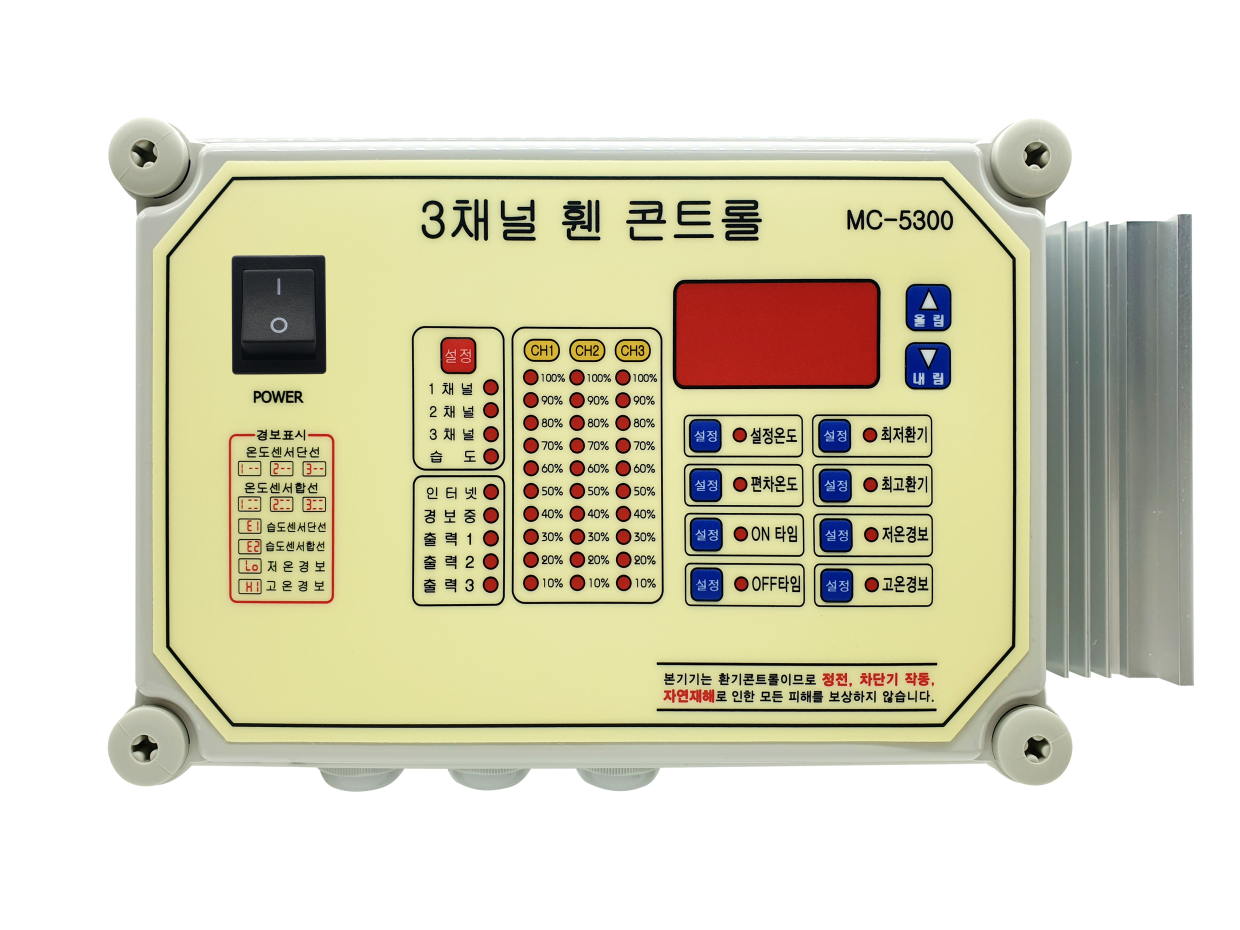 3채널 휀 콘트롤
MC-5300
POWER
경보표시
온도센서단선
1-- 2-- 3--
온도센서합선
E1 습도센서단선
E2 습도센서합선
Lo 저온경보
HI 고온경보
설정
1채널
2채널
3채널
습 도
인터넷
경보중
출력1
출력2
출력3
CH1 CH2 CH3
100% 100% 100%
90% 90% 90%
80% 80% 80%
70% 70% 70%
60% 60% 60%
50% 50% 50%
40% 40% 40%
30% 30% 30%
20% 20% 20%
10% 10% 10%
올림
내림
설정 설정온도 설정 최저환기
설정 편차온도 설정 최고환기
설정 ON 타임 설정 저온경보
설정 OFF타임 설정 고온경보
본기기는 환기콘트롤이므로 정전, 차단기 작동,
자연재해로 인한 모든 피해를 보상하지 않습니다.